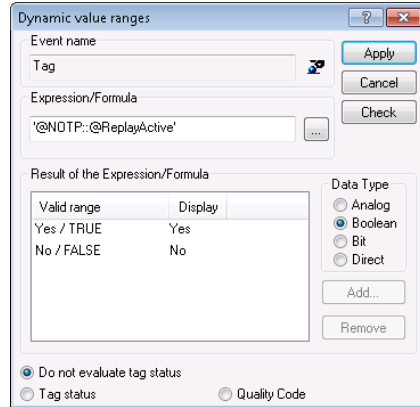 Dynamic value ranges
Event name
Tag
Apply
Cancel
Check
Expression/Formula
'@NOTP::@ReplayActive'
...
Result of the Expression/Formula
Valid range Display
Yes / TRUE Yes
No / FALSE No
Data Type
Analog
Boolean
Bit
Direct
Add...
Remove
Do not evaluate tag status
Tag status Quality Code